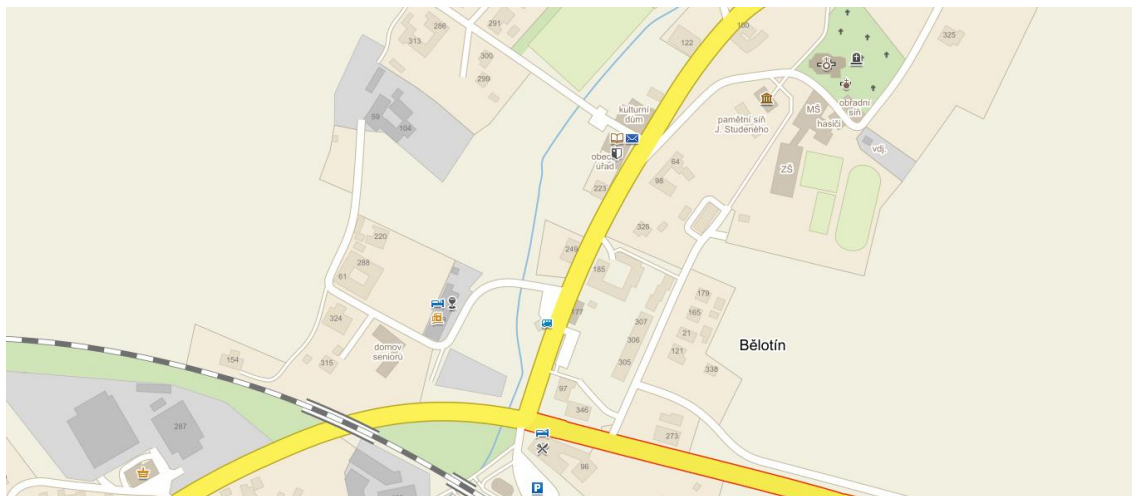 291
286
313
300
299
122
100
325
59
104
kulturní
dům
obecní
úřad
223
pamětní síň
J. Studeného
MŠ
hasiči
obřadní
síň
vdj.
ZŠ
64
98
326
220
288
61
249
185
177
179
165
21
121
338
307
306
305
324
315
154
domov
seniorů
Bělotín
97
346
273
96
287
P